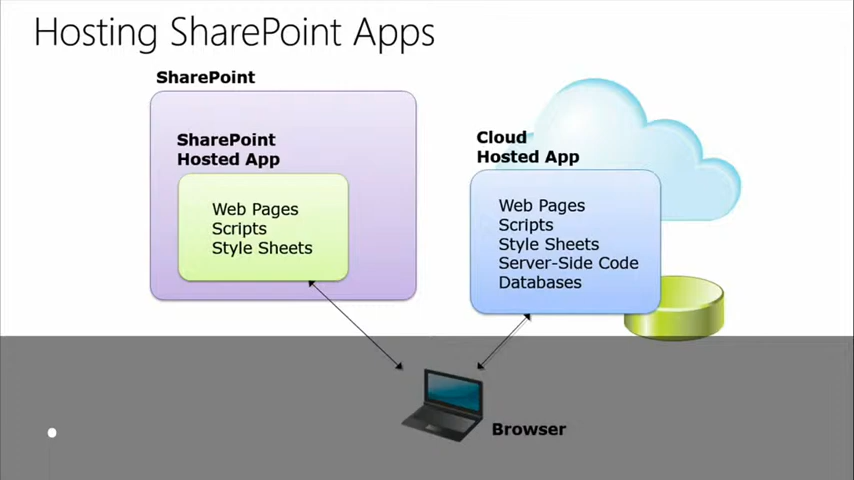 Hosting SharePoint Apps
SharePoint
SharePoint
Hosted App
Web Pages
Scripts
Style Sheets
Cloud
Hosted App
Web Pages
Scripts
Style Sheets
Server-Side Code
Databases
Browser